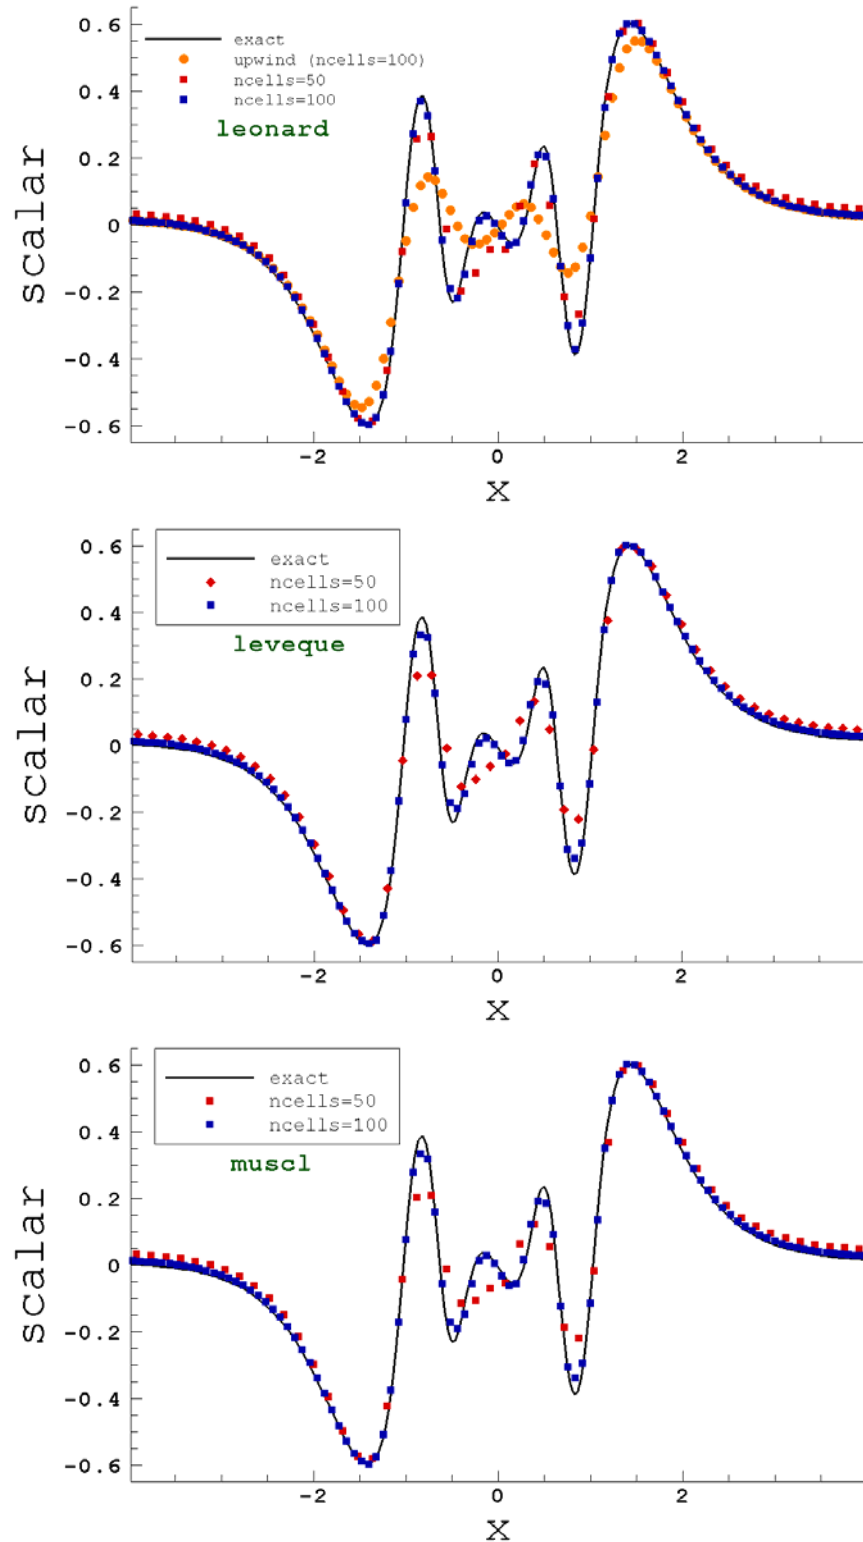 0.6
exact
upwind (ncells=100)
ncells=50
0.4
ncells=100
leonard
0.2
scalar
0
-0.2
-0.4
-0.6
-2
0
2
X
0.6
exact
ncells=50
0.4
ncells=100
leveque
0.2
scalar
0
-0.2
-0.4
-0.6
-2
0
2
X
0.6
exact
ncells=50
0.4
ncells=100
muscl
0.2
scalar
0
-0.2
-0.4
-0.6
-2
0
2
X